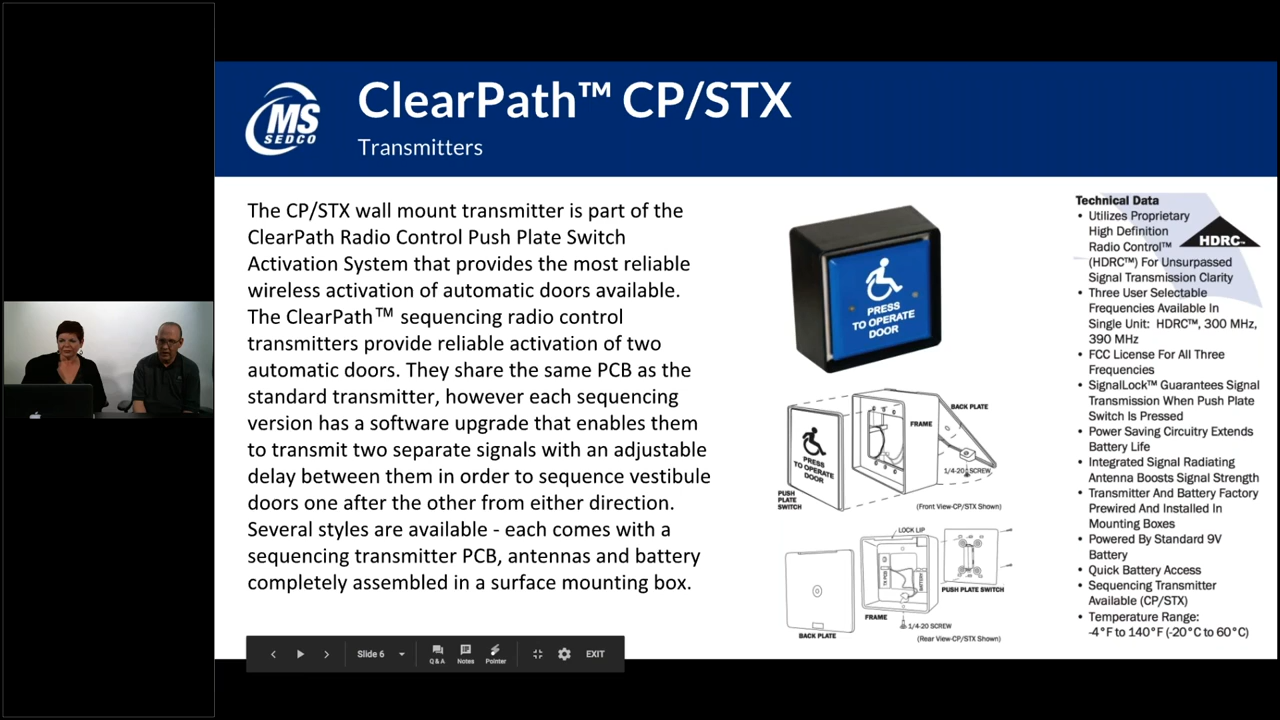 MS
SEDCO
ClearPath™ CP/STX
Transmitters
The CP/STX wall mount transmitter is part of the
ClearPath Radio Control Push Plate Switch
Activation System that provides the most reliable
wireless activation of automatic doors available.
The ClearPath™ sequencing radio control
transmitters provide reliable activation of two
automatic doors. They share the same PCB as the
standard transmitter, however each sequencing
version has a software upgrade that enables them
to transmit two separate signals with an adjustable
delay between them in order to sequence vestibule
doors one after the other from either direction.
Several styles are available - each comes with a
sequencing transmitter PCB, antennas and battery
completely assembled in a surface mounting box.
PRESS
TO OPERATE
DOOR
BACK PLATE
FRAME
PRESS
TO OPERATE
DOOR
1/4-20 SCREW
PUSH
PLATE
SWITCH
(Front View-CP/STX Shown)
LOCK LIP
TX PCB
PUSH PLATE SWITCH
FRAME
1/4-20 SCREW
BACK PLATE
(Rear View-CP/STX Shown)
Technical Data
• Utilizes Proprietary
High Definition
Radio Control™
(HDRC™) For Unsurpassed
Signal Transmission Clarity
HDRC™
• Three User Selectable
Frequencies Available In
Single Unit: HDRC™, 300 MHz,
390 MHz
• FCC License For All Three
Frequencies
• SignalLock™ Guarantees Signal
Transmission When Push Plate
Switch Is Pressed
• Power Saving Circuitry Extends
Battery Life
• Integrated Signal Radiating
Antenna Boosts Signal Strength
• Transmitter And Battery Factory
Prewired And Installed In
Mounting Boxes
• Powered By Standard 9V
Battery
• Quick Battery Access
• Sequencing Transmitter
Available (CP/STX)
• Temperature Range:
-4°F to 140°F (-20°C to 60°C)
Slide 6
Q & A
Notes
Pointer
EXIT